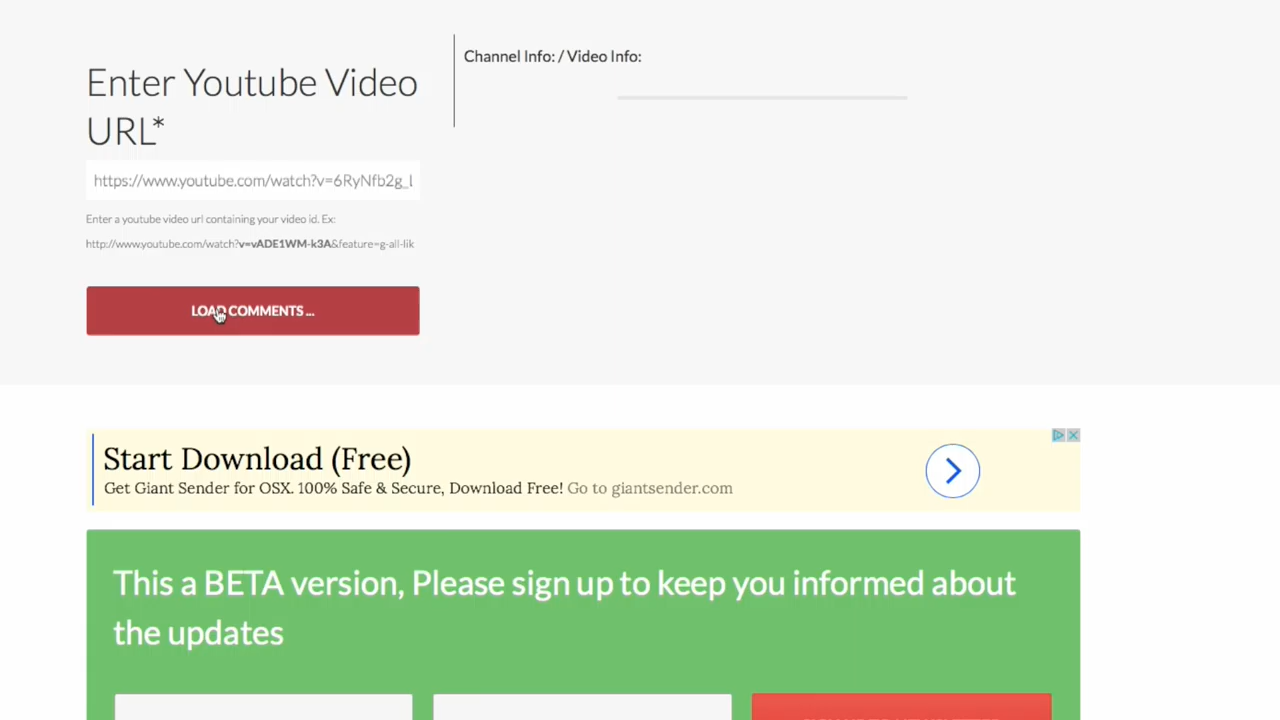 Enter Youtube Video
URL*
https://www.youtube.com/watch?v=6RyNfb2g_
Enter a youtube video url containing your video id. Ex:
http://www.youtube.com/watch?v=vADE1WM-k3A&feature=g-all-lik
LOAD COMMENTS ...
Channel Info: / Video Info:
Start Download (Free)
Get Giant Sender for OSX. 100% Safe & Secure, Download Free! Go to giantsender.com
This a BETA version, Please sign up to keep you informed about
the updates